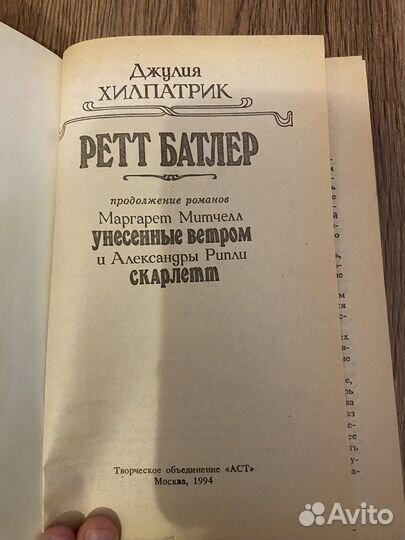 Джулия
ХИЛПАТРИК
РЕТТ БАТЛЕР
продолжение романов
Маргарет Митчелл
УНЕСЕННЫЕ ВЕТРОМ
и Александры Рипли
СКАРЛЕТТ
Творческое объединение «АСТ»
Москва, 1994
Avito